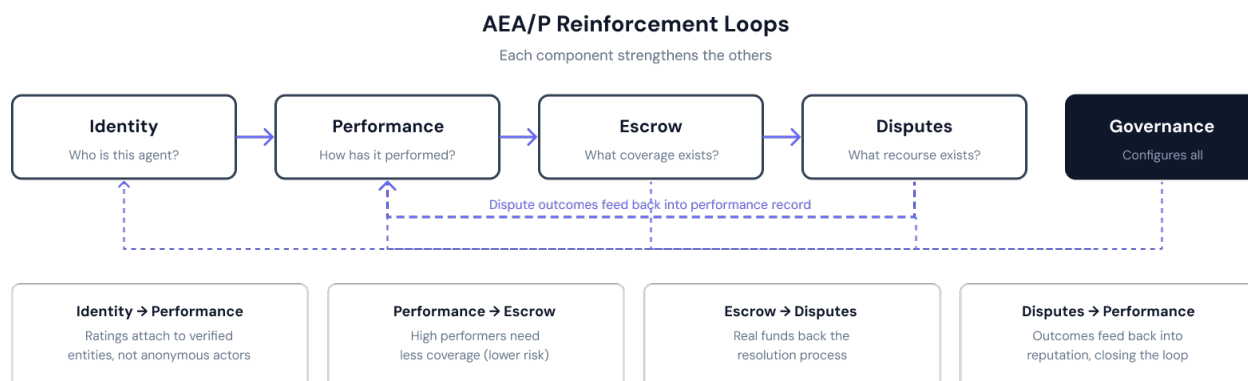 AEA/P Reinforcement Loops
Each component strengthens the others
Identity
Who is this agent?
Performance
How has it performed?
Escrow
What coverage exists?
Disputes
What recourse exists?
Governance
Configures all
Dispute outcomes feed back into performance record
Identity → Performance
Ratings attach to verified
entities, not anonymous actors
Performance → Escrow
High performers need
less coverage (lower risk)
Escrow → Disputes
Real funds back the
resolution process
Disputes → Performance
Outcomes feed back into
reputation, closing the loop